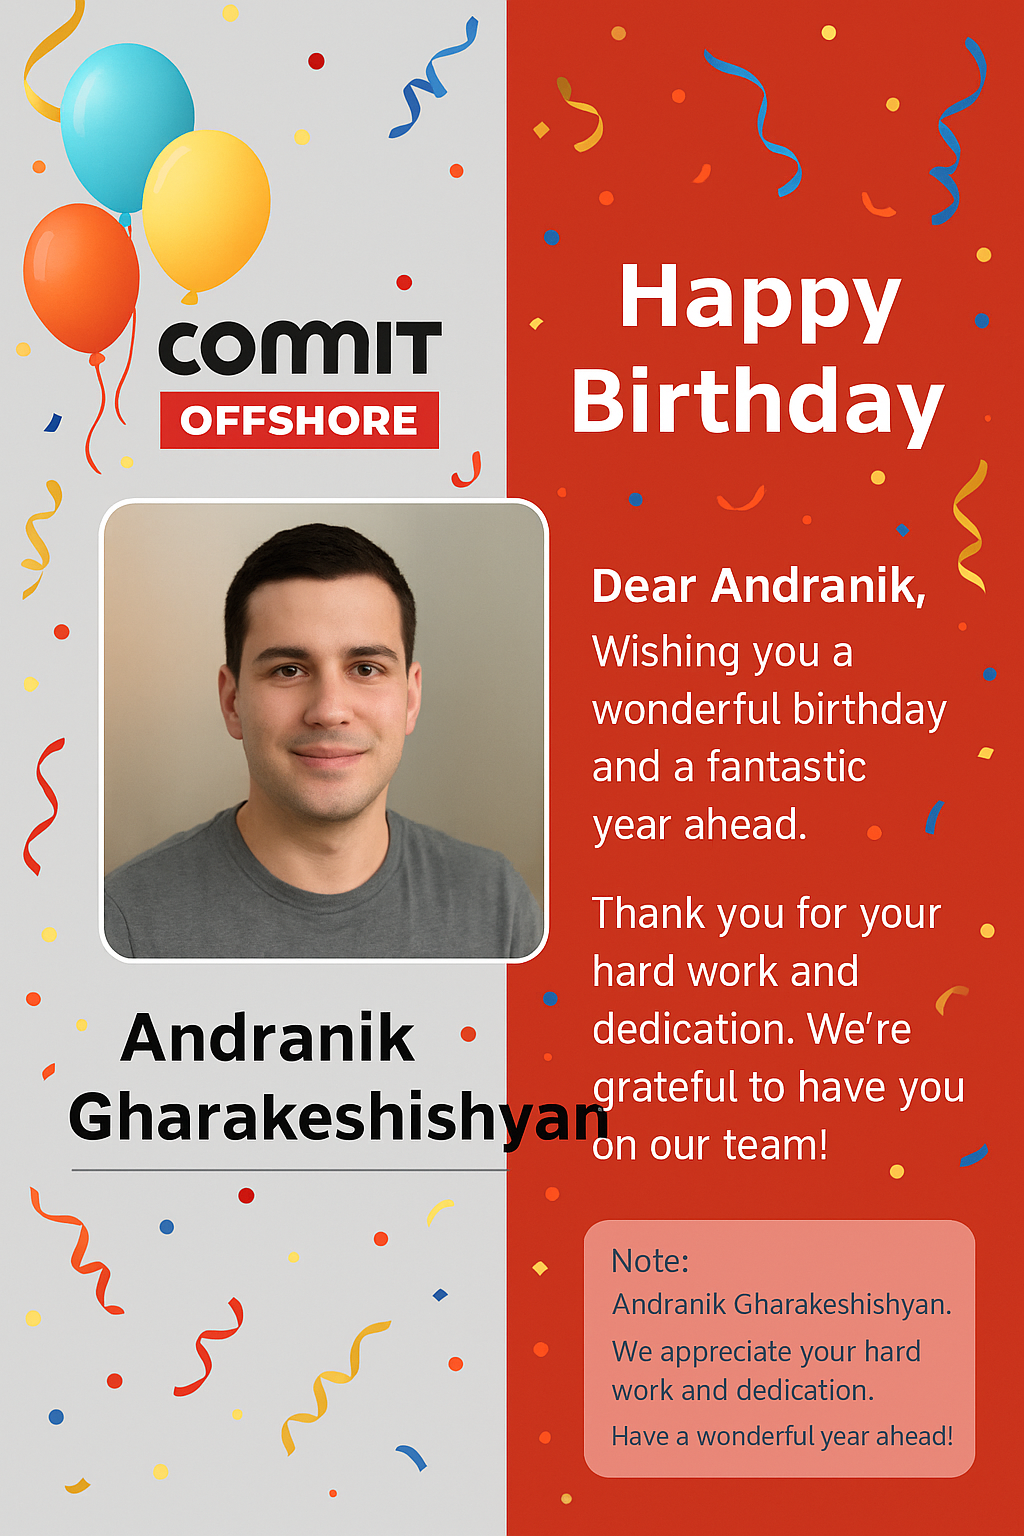 COMMIT
OFFSHORE
Andranik
Gharakeshishyan
Happy
Birthday
Dear Andranik,
Wishing you a
wonderful birthday
and a fantastic
year ahead.
Thank you for your
hard work and
dedication. We’re
grateful to have you
on our team!
Note:
Andranik Gharakeshishyan.
We appreciate your hard
work and dedication.
Have a wonderful year ahead!